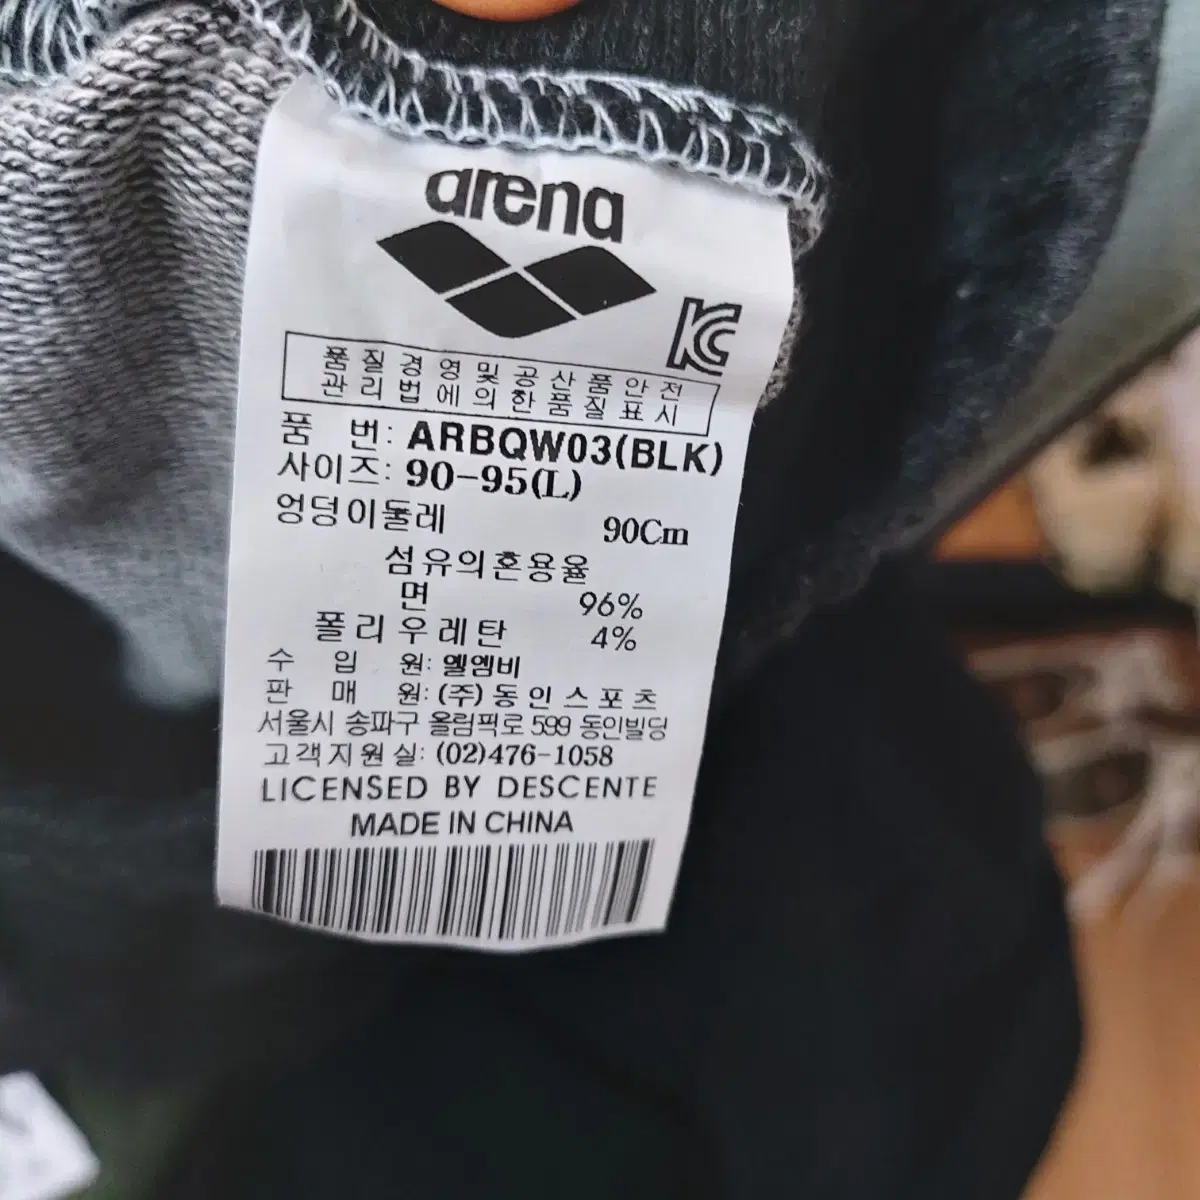 arena
KC
품질경영및공산품안전
관리법에의한품질표시
품 번: ARBQW03(BLK)
사이즈: 90-95(L)
엉덩이둘레 90Cm
섬유의혼용율
면 96%
폴리우레탄 4%
수 입 원: 엘엠비
판 매 원: (주)동인스포츠
서울시 송파구 올림픽로 599 동인빌딩
고객지원실: (02)476-1058
LICENSED BY DESCENTE
MADE IN CHINA